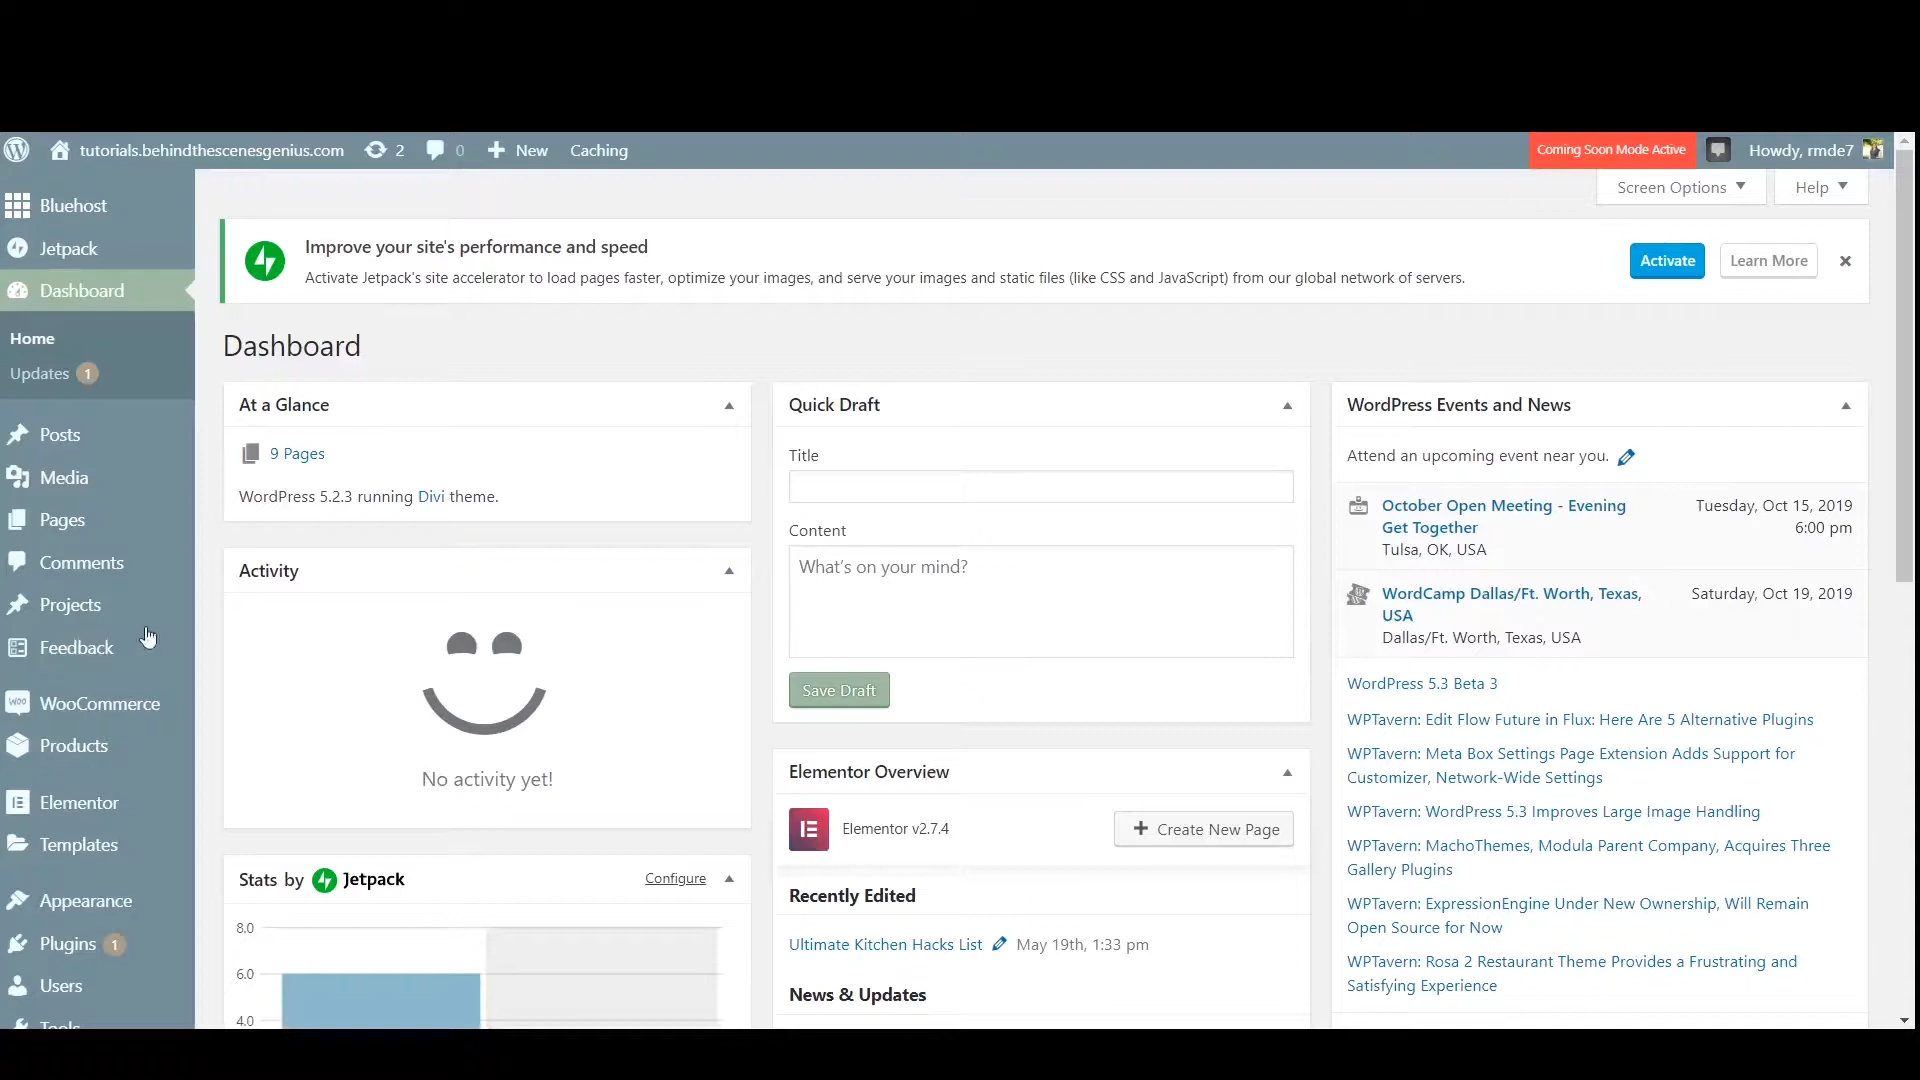 tutorials.behindthescenesgenius.com 2 0 New Caching Coming Soon Mode Active Howdy, rmde7
Screen Options Help
Bluehost
Jetpack
Dashboard
Home
Updates 1
Posts
Media
Pages
Comments
Projects
Feedback
WooCommerce
Products
Elementor
Templates
Appearance
Plugins 1
Users
Tools
Improve your site's performance and speed
Activate Jetpack's site accelerator to load pages faster, optimize your images, and serve your images and static files (like CSS and JavaScript) from our global network of servers.
Activate Learn More
Dashboard
At a Glance
9 Pages
WordPress 5.2.3 running Divi theme.
Activity
No activity yet!
Stats by Jetpack Configure
8.0
6.0
4.0
Quick Draft
Title
Content
What's on your mind?
Save Draft
Elementor Overview
Elementor v2.7.4 Create New Page
Recently Edited
Ultimate Kitchen Hacks List May 19th, 1:33 pm
News & Updates
WordPress Events and News
Attend an upcoming event near you.
October Open Meeting - Evening Tuesday, Oct 15, 2019
Get Together 6:00 pm
Tulsa, OK, USA
WordCamp Dallas/Ft. Worth, Texas, Saturday, Oct 19, 2019
USA
Dallas/Ft. Worth, Texas, USA
WordPress 5.3 Beta 3
WPTavern: Edit Flow Future in Flux: Here Are 5 Alternative Plugins
WPTavern: Meta Box Settings Page Extension Adds Support for
Customizer, Network-Wide Settings
WPTavern: WordPress 5.3 Improves Large Image Handling
WPTavern: MachoThemes, Modula Parent Company, Acquires Three
Gallery Plugins
WPTavern: ExpressionEngine Under New Ownership, Will Remain
Open Source for Now
WPTavern: Rosa 2 Restaurant Theme Provides a Frustrating and
Satisfying Experience